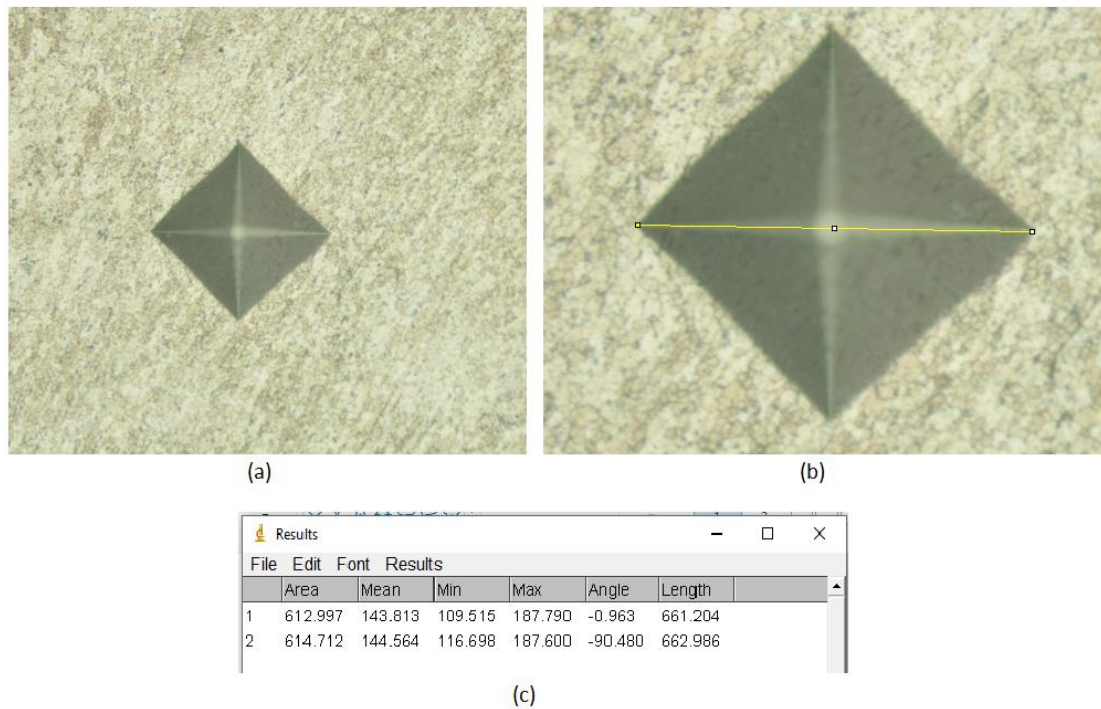 (a)
(b)
Results
File Edit Font Results
Area Mean Min Max Angle Length
1 612.997 143.813 109.515 187.790 -0.963 661.204
2 614.712 144.564 116.698 187.600 -90.480 662.986
(c)